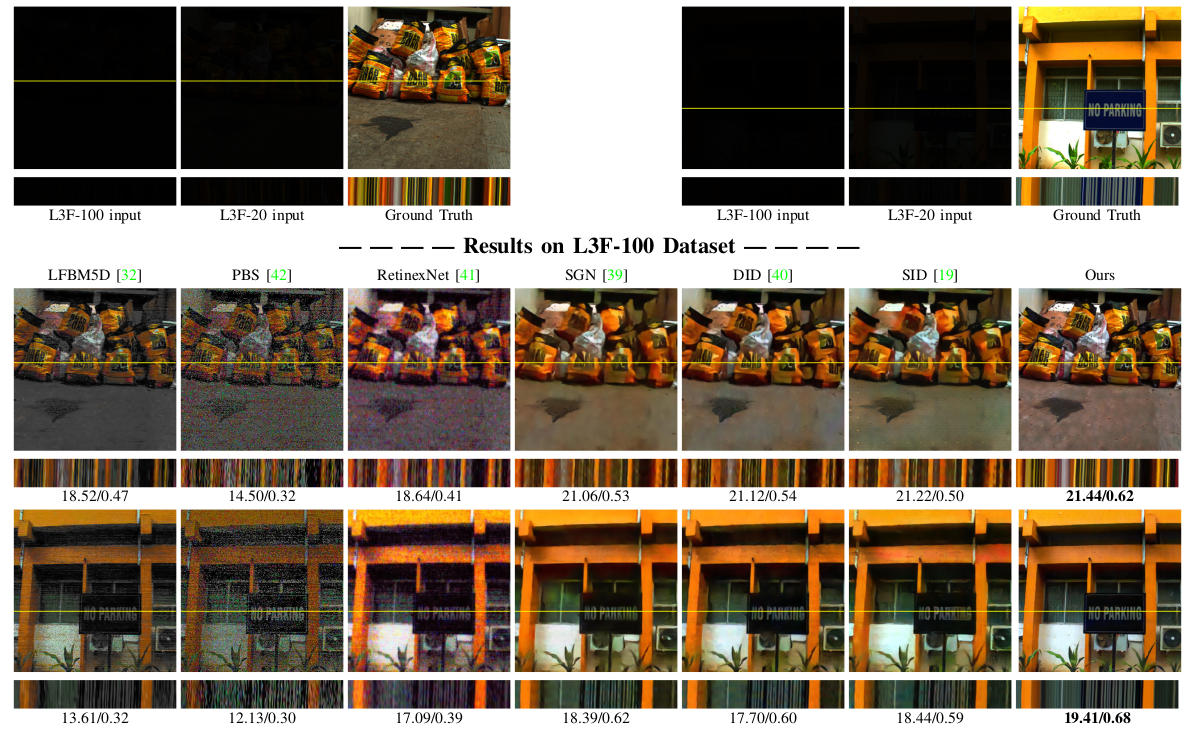 L3F-100 input L3F-20 input Ground Truth L3F-100 input L3F-20 input Ground Truth
NO PARKING
— — — — Results on L3F-100 Dataset — — — —
LFBM5D [32] PBS [42] RetinexNet [41] SGN [39] DID [40] SID [19] Ours
18.52/0.47 14.50/0.32 18.64/0.41 21.06/0.53 21.12/0.54 21.22/0.50 21.44/0.62
NO PARKING NO PARKING NO PARKING NO PARKING NO PARKING NO PARKING NO PARKING
13.61/0.32 12.13/0.30 17.09/0.39 18.39/0.62 17.70/0.60 18.44/0.59 19.41/0.68